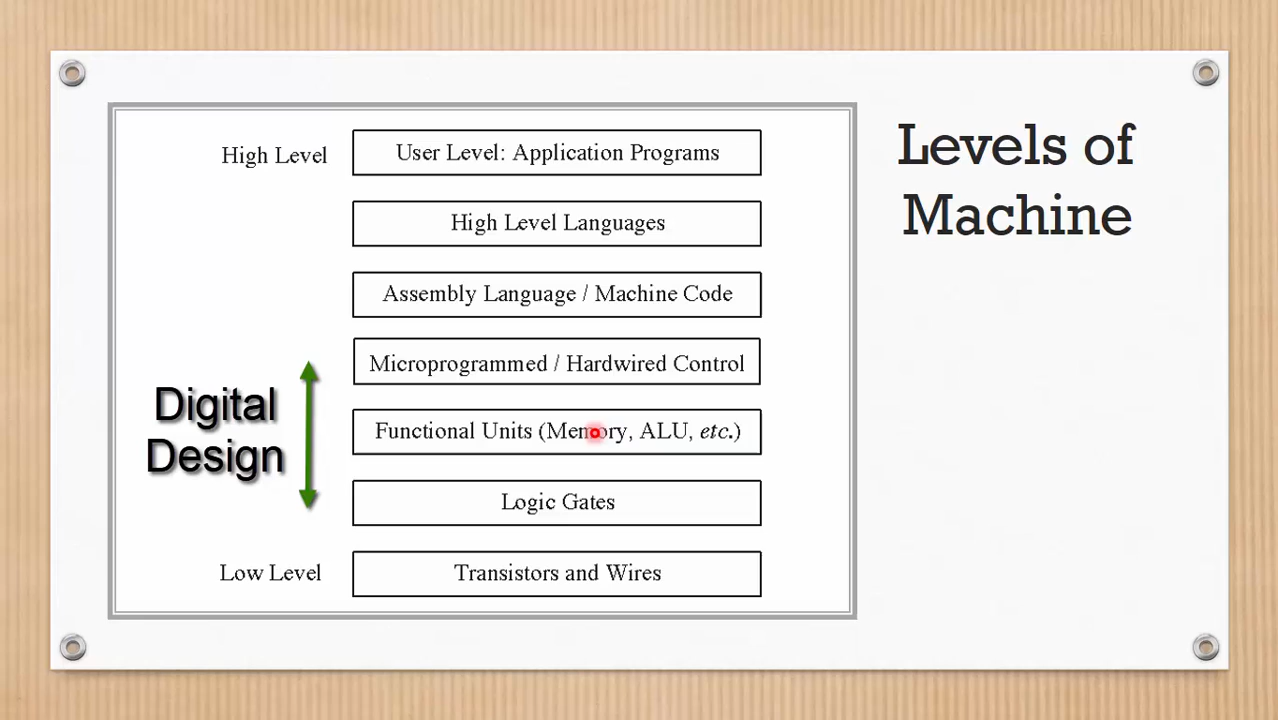 Levels of
Machine
High Level
User Level: Application Programs
High Level Languages
Assembly Language / Machine Code
Microprogrammed / Hardwired Control
Digital
Design
Functional Units (Memory, ALU, etc.)
Logic Gates
Low Level
Transistors and Wires